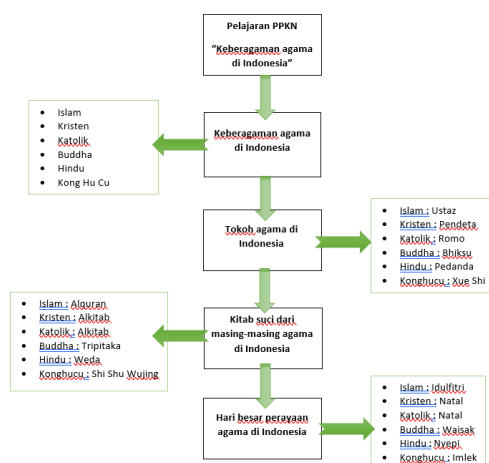 Pelajaran PPKN
“Keberagaman agama
di Indonesia”
Keberagaman agama
di Indonesia
Islam
Kristen
Katolik
Buddha
Hindu
Kong Hu Cu
Tokoh agama di
Indonesia
Islam : Ustaz
Kristen : Pendeta
Katolik : Romo
Buddha : Bhiksu
Hindu : Pedanda
Konghucu : Xue Shi
Kitab suci dari
masing-masing agama
di Indonesia
Islam : Alquran
Kristen : Alkitab
Katolik : Alkitab
Buddha : Tripitaka
Hindu : Weda
Konghucu : Shi Shu Wujing
Hari besar perayaan
agama di Indonesia
Islam : Idulfitri
Kristen : Natal
Katolik : Natal
Buddha : Waisak
Hindu : Nyepi
Konghucu : Imlek